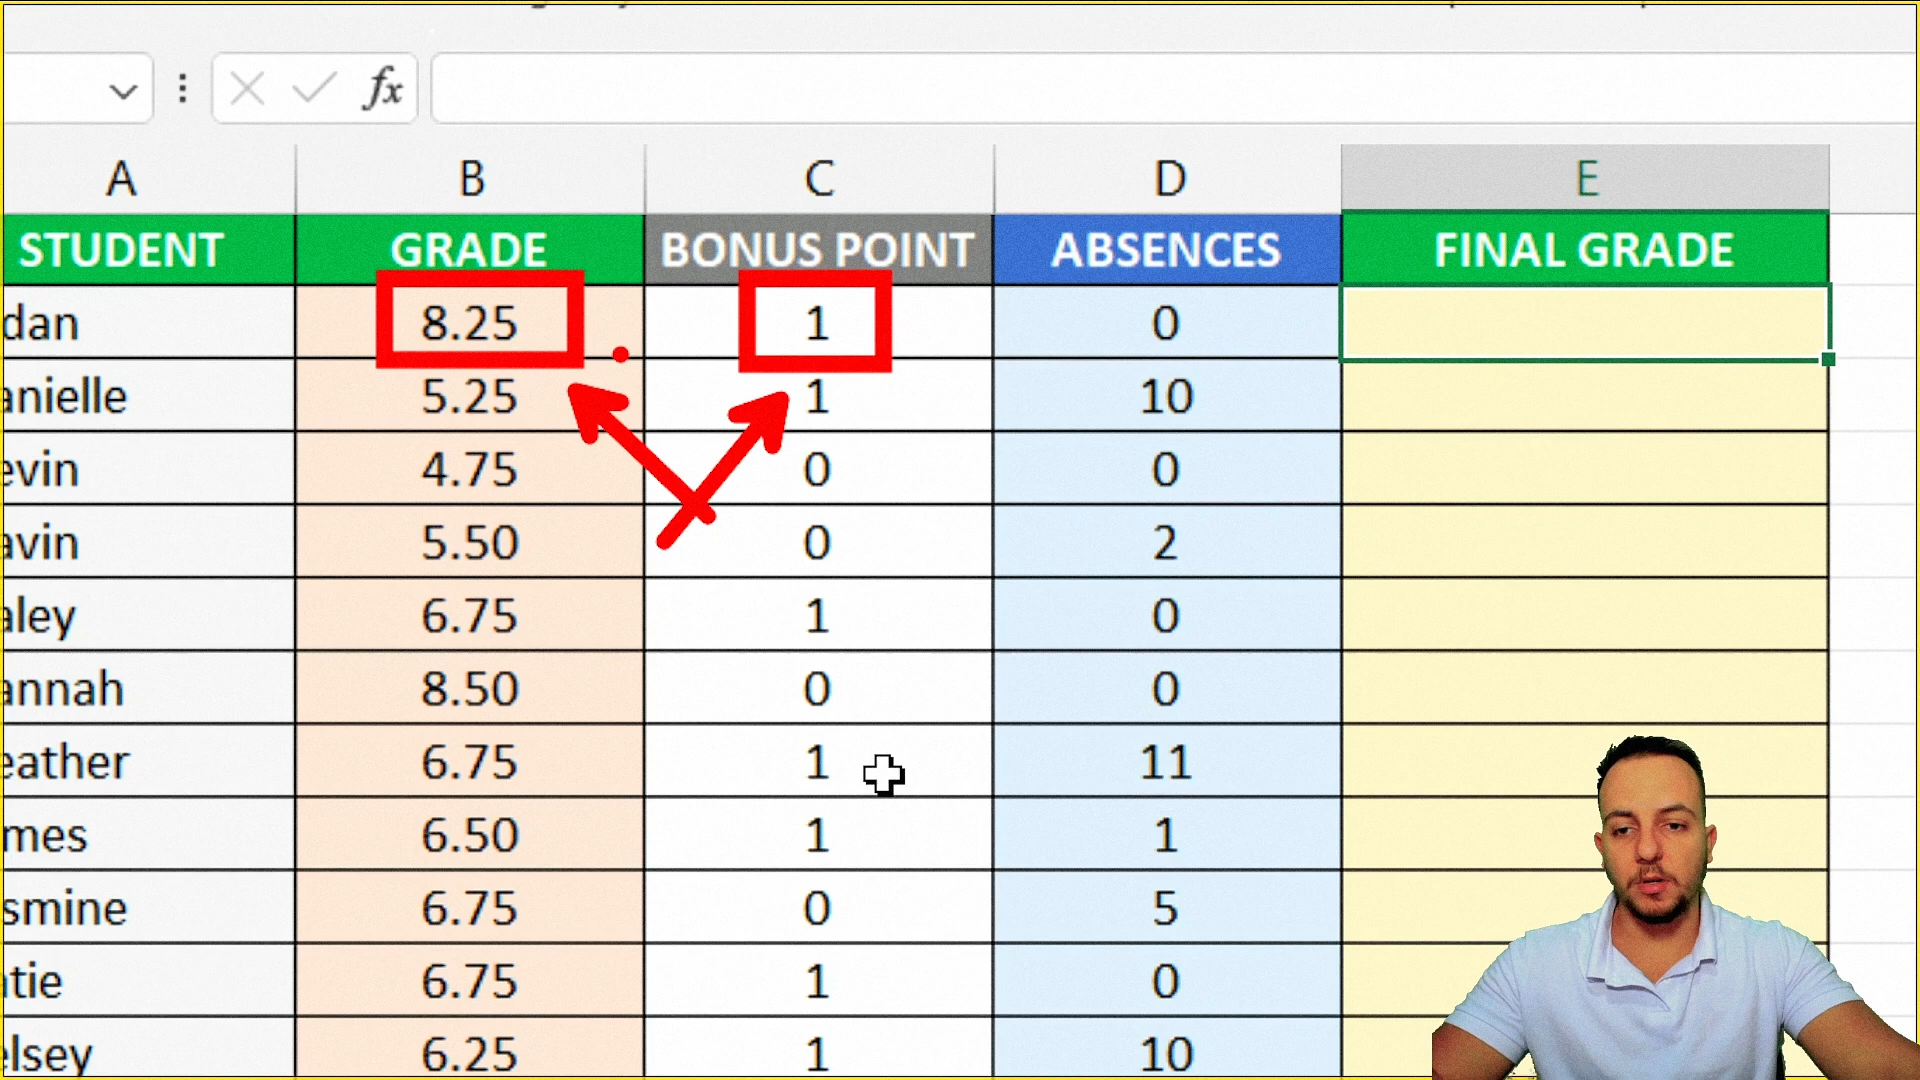 fx
A B C D E
STUDENT GRADE BONUS POINT ABSENCES FINAL GRADE
dan 8.25 1 0
anielle 5.25 1 10
evin 4.75 0 0
avin 5.50 0 2
aley 6.75 1 0
annah 8.50 0 0
eather 6.75 1 11
mes 6.50 1 1
smine 6.75 0 5
atie 6.75 1 0
elsey 6.25 1 10